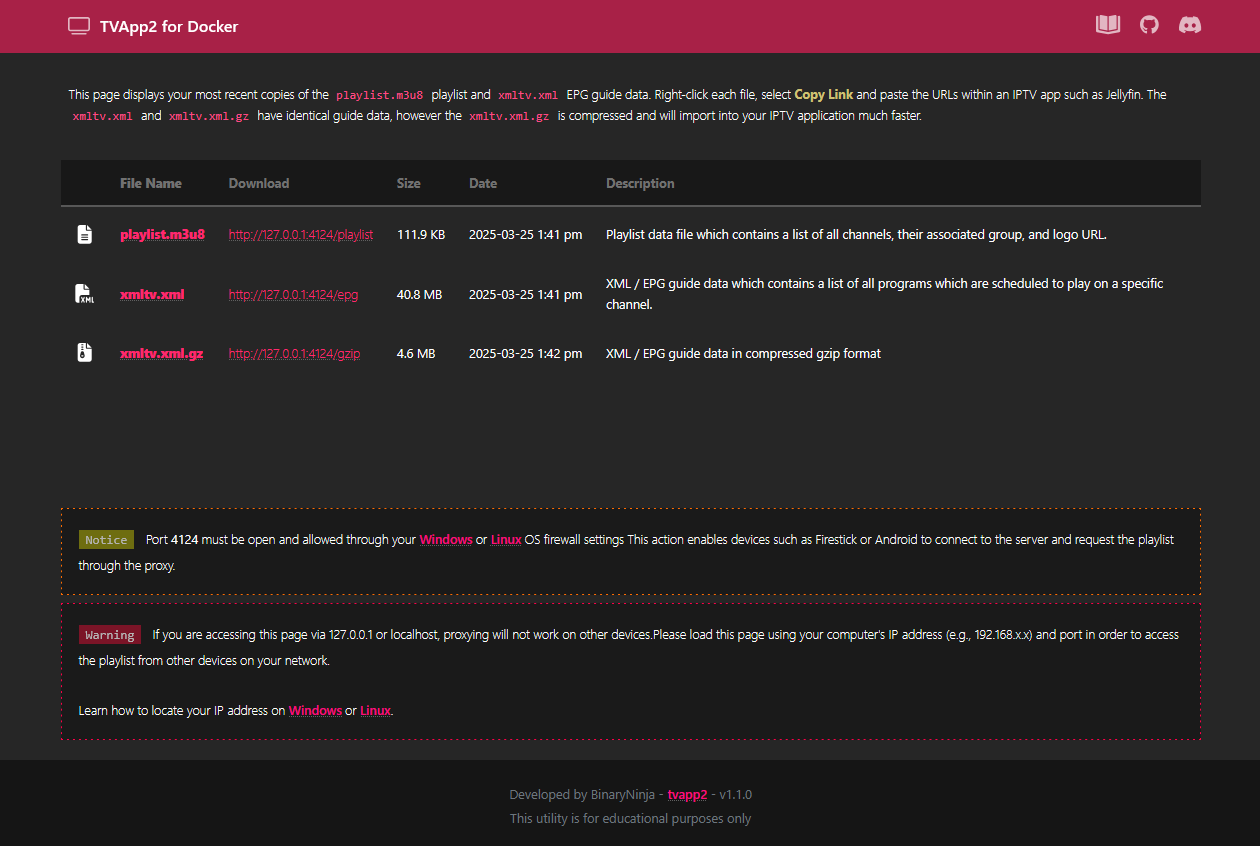 TVApp2 for Docker
This page displays your most recent copies of the playlist.m3u8 playlist and xmltv.xml EPG guide data. Right-click each file, select Copy Link and paste the URLs within an IPTV app such as Jellyfin. The
xmltv.xml and xmltv.xml.gz have identical guide data, however the xmltv.xml.gz is compressed and will import into your IPTV application much faster.
File Name Download Size Date Description
playlist.m3u8 http://127.0.0.1:4124/playlist 111.9 KB 2025-03-25 1:41 pm Playlist data file which contains a list of all channels, their associated group, and logo URL.
xmltv.xml http://127.0.0.1:4124/epg 40.8 MB 2025-03-25 1:41 pm XML / EPG guide data which contains a list of all programs which are scheduled to play on a specific
channel.
XML
xmltv.xml.gz http://127.0.0.1:4124/gzip 4.6 MB 2025-03-25 1:42 pm XML / EPG guide data in compressed gzip format
Notice Port 4124 must be open and allowed through your Windows or Linux OS firewall settings This action enables devices such as Firestick or Android to connect to the server and request the playlist
through the proxy.
Warning If you are accessing this page via 127.0.0.1 or localhost, proxying will not work on other devices.Please load this page using your computer's IP address (e.g., 192.168.x.x) and port in order to access
the playlist from other devices on your network.
Learn how to locate your IP address on Windows or Linux.
Developed by BinaryNinja - tvapp2 - v1.1.0
This utility is for educational purposes only